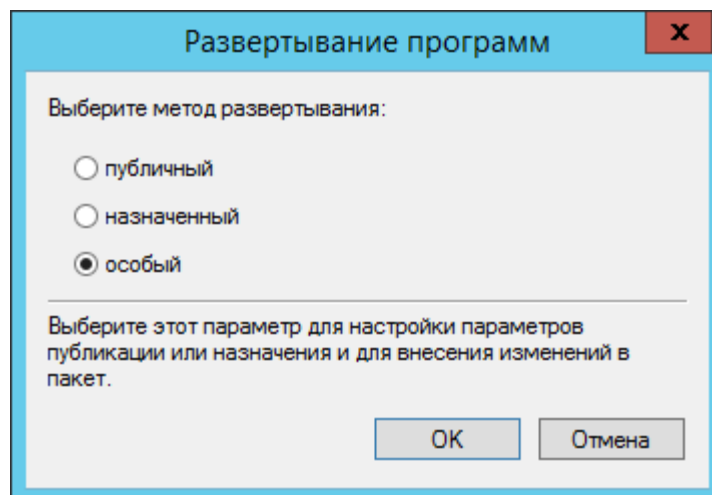 Развертывание программ
x
Выберите метод развертывания:
публичный
назначенный
особый
Выберите этот параметр для настройки параметров
публикации или назначения и для внесения изменений в
пакет.
OK
Отмена